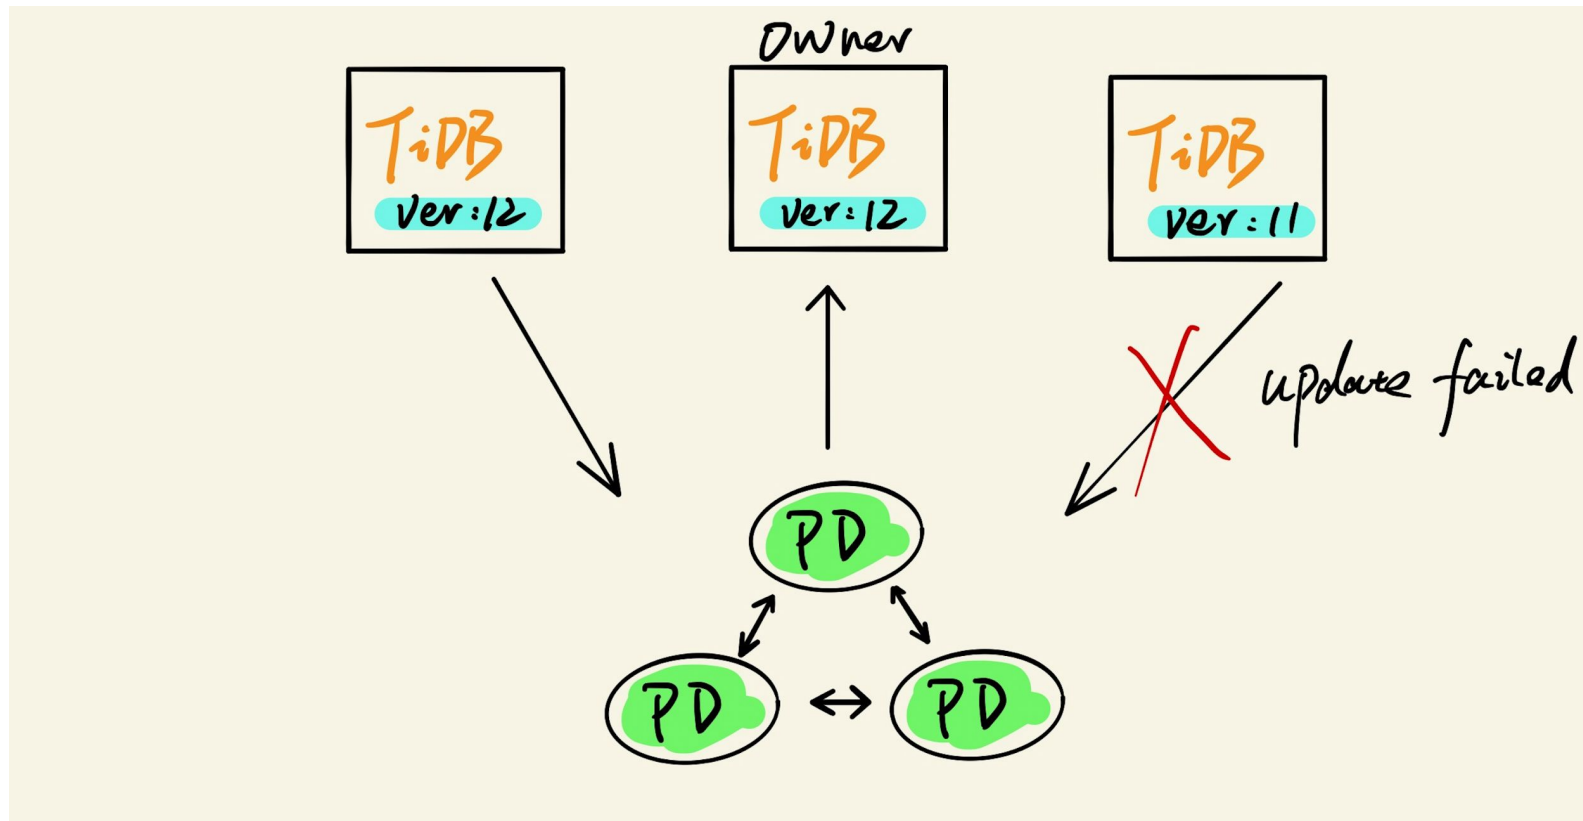 Owner
TiDB
ver:12
TiDB
ver:12
TiDB
ver:11
update failed
PD
PD
PD